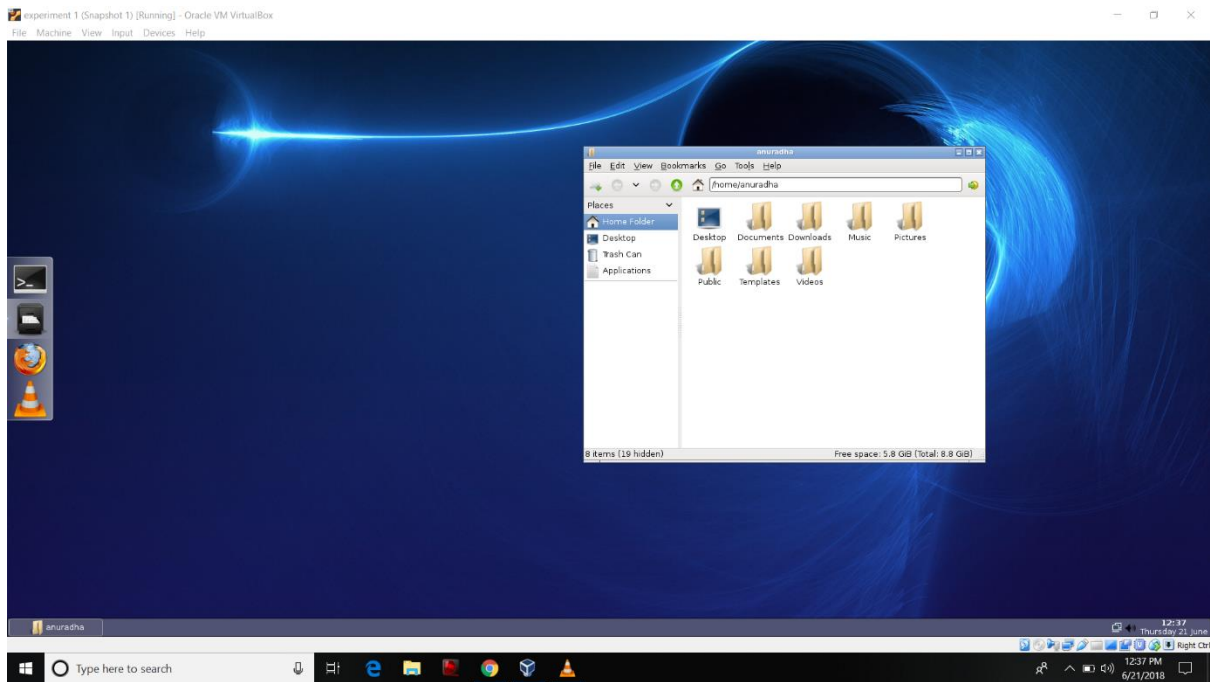 experiment 1 (Snapshot 1) [Running] - Oracle VM VirtualBox
File Machine View Input Devices Help
anuradha
File Edit View Bookmarks Go Tools Help
/home/anuradha
Places
Home Folder
Desktop
Trash Can
Applications
Desktop Documents Downloads Music Pictures
Public Templates Videos
8 items (19 hidden) Free space: 5.8 GiB (Total: 8.8 GiB)
anuradha
12:37
Thursday 21 June
Right Ctrl
Type here to search
12:37 PM
6/21/2018